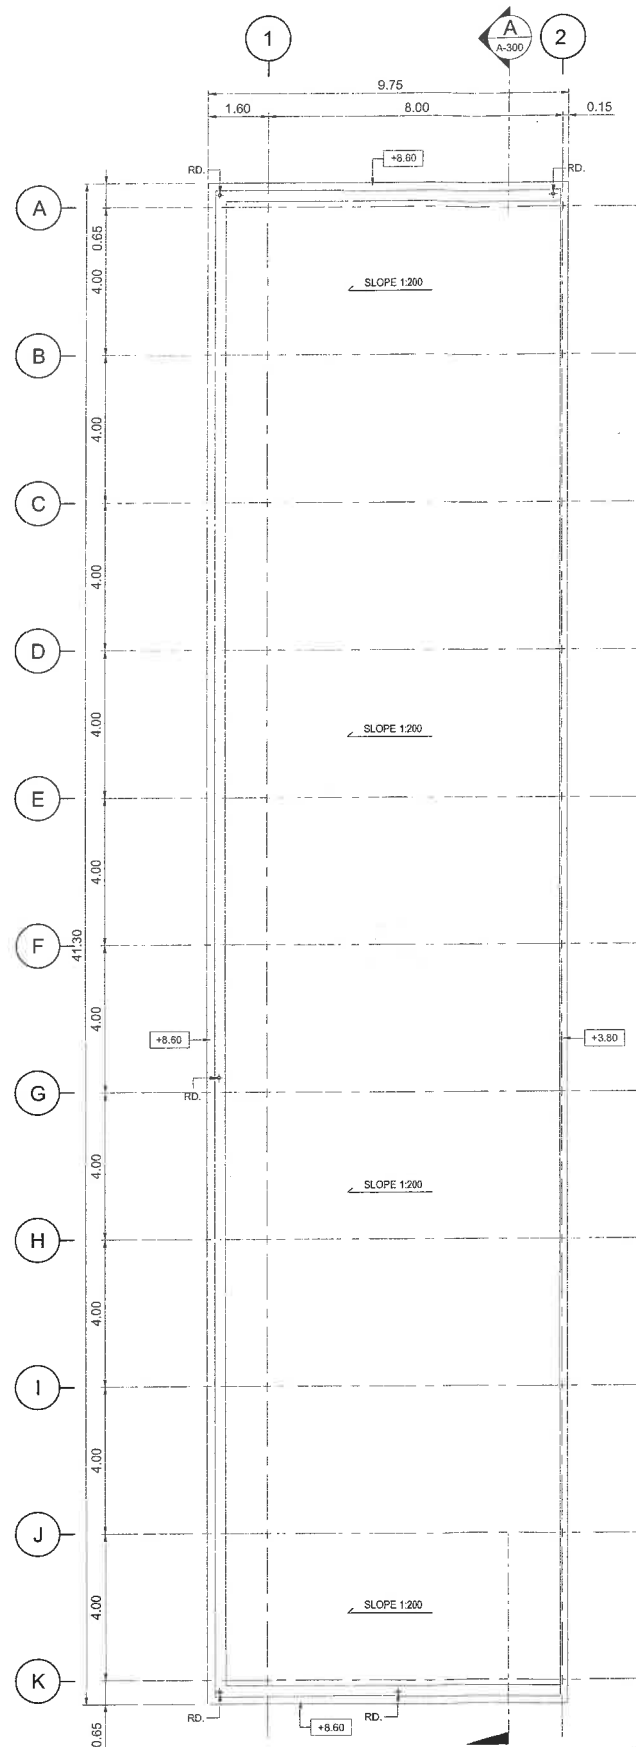 1
A
A-300
2
9.75
1.60
8.00
0.15
+8.60
RD.
RD.
A
0.65
4.00
SLOPE 1:200
B
4.00
C
4.00
D
4.00
SLOPE 1:200
E
4.00
F
41.30
4.00
+8.60
+3.80
RD.
G
4.00
SLOPE 1:200
H
4.00
I
4.00
J
4.00
SLOPE 1:200
K
RD.
RD.
+8.60
0.65